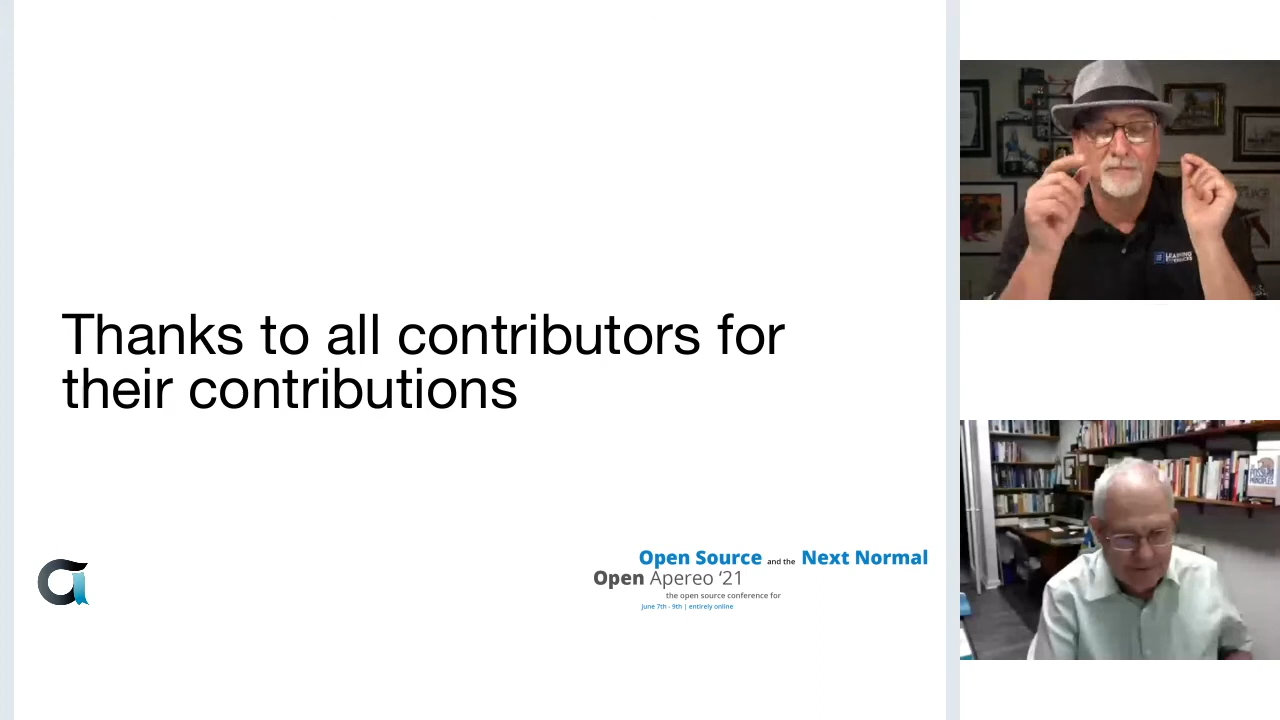 Thanks to all contributors for
their contributions
Open Source and the Next Normal
Open Apereo ‘21
the open source conference for
June 7th - 9th | entirely online
LEARNING